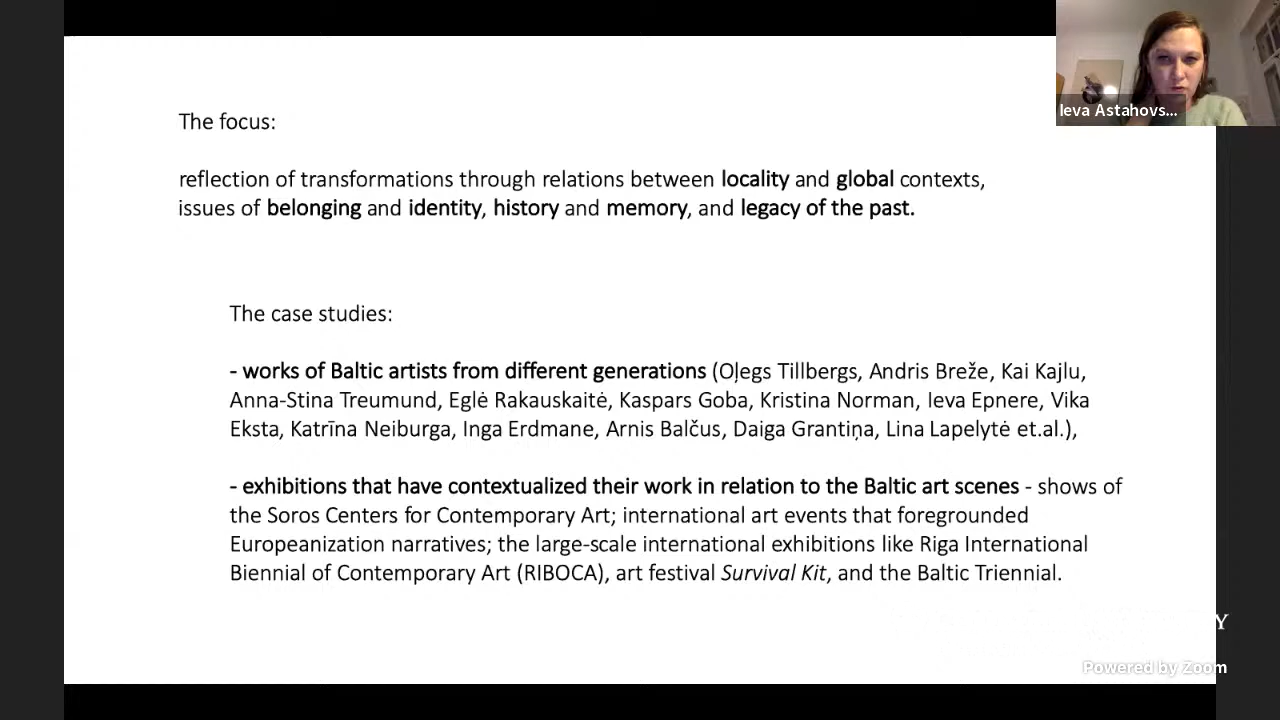 Ieva Astahovs...
The focus:
reflection of transformations through relations between locality and global contexts,
issues of belonging and identity, history and memory, and legacy of the past.
The case studies:
- works of Baltic artists from different generations (Oļegs Tillbergs, Andris Breže, Kai Kajlu,
Anna-Stina Treumund, Eglė Rakauskaitė, Kaspars Goba, Kristina Norman, Ieva Epnere, Vika
Eksta, Katrīna Neiburga, Inga Erdmane, Arnis Balčus, Daiga Grantiņa, Lina Lapelytė et.al.),
- exhibitions that have contextualized their work in relation to the Baltic art scenes - shows of
the Soros Centers for Contemporary Art; international art events that foregrounded
Europeanization narratives; the large-scale international exhibitions like Riga International
Biennial of Contemporary Art (RIBOCA), art festival Survival Kit, and the Baltic Triennial.
Y
Powered by Zoom